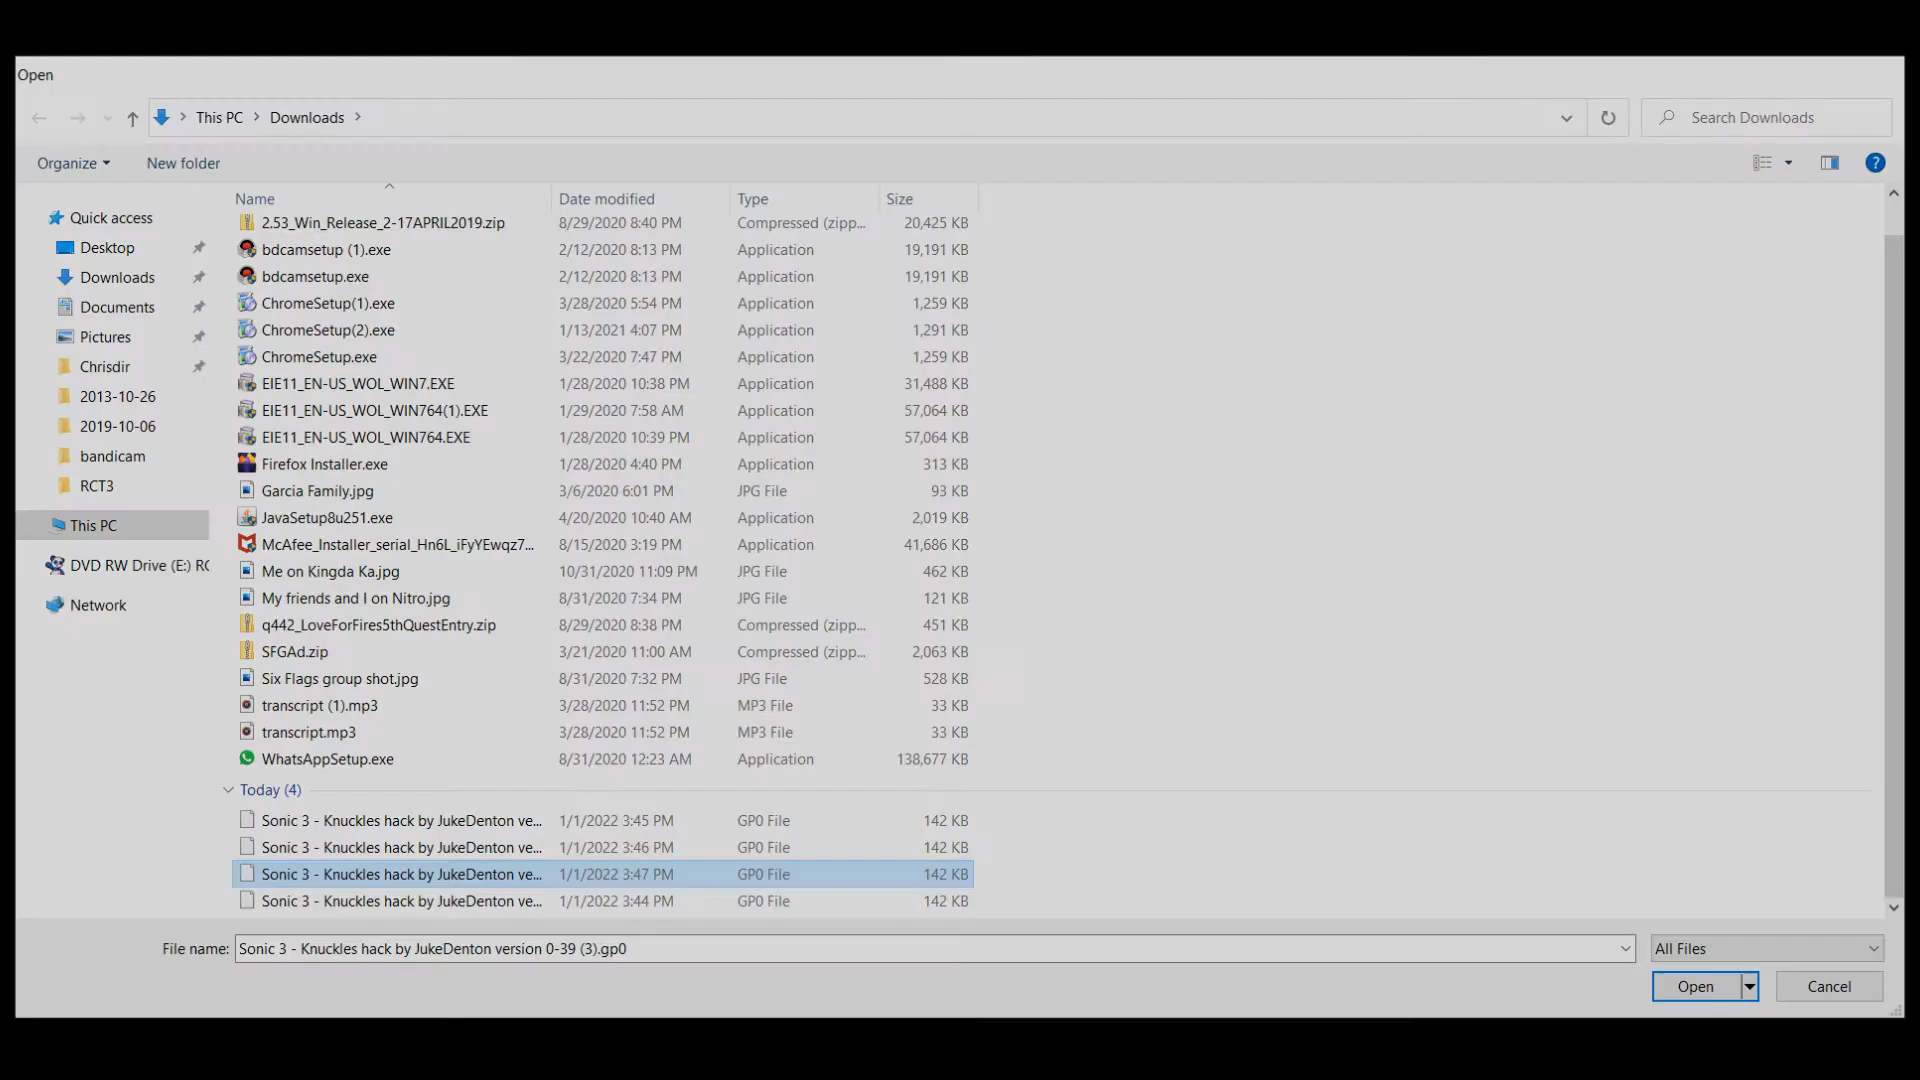 Open
This PC > Downloads >
Search Downloads
Organize
New folder
?
Quick access
Desktop
Downloads
Documents
Pictures
Chrisdir
2013-10-26
2019-10-06
bandicam
RCT3
This PC
DVD RW Drive (E:) RC
Network
Name Date modified Type Size
2.53_Win_Release_2-17APRIL2019.zip 8/29/2020 8:40 PM Compressed (zipp... 20,425 KB
bdcamsetup (1).exe 2/12/2020 8:13 PM Application 19,191 KB
bdcamsetup.exe 2/12/2020 8:13 PM Application 19,191 KB
ChromeSetup(1).exe 3/28/2020 5:54 PM Application 1,259 KB
ChromeSetup(2).exe 1/13/2021 4:07 PM Application 1,291 KB
ChromeSetup.exe 3/22/2020 7:47 PM Application 1,259 KB
EIE11_EN-US_WOL_WIN7.EXE 1/28/2020 10:38 PM Application 31,488 KB
EIE11_EN-US_WOL_WIN764(1).EXE 1/29/2020 7:58 AM Application 57,064 KB
EIE11_EN-US_WOL_WIN764.EXE 1/28/2020 10:39 PM Application 57,064 KB
Firefox Installer.exe 1/28/2020 4:40 PM Application 313 KB
Garcia Family.jpg 3/6/2020 6:01 PM JPG File 93 KB
JavaSetup8u251.exe 4/20/2020 10:40 AM Application 2,019 KB
McAfee_Installer_serial_Hn6L_iFyYEwqz7... 8/15/2020 3:19 PM Application 41,686 KB
Me on Kingda Ka.jpg 10/31/2020 11:09 PM JPG File 462 KB
My friends and I on Nitro.jpg 8/31/2020 7:34 PM JPG File 121 KB
q442_LoveForFires5thQuestEntry.zip 8/29/2020 8:38 PM Compressed (zipp... 451 KB
SFGAd.zip 3/21/2020 11:00 AM Compressed (zipp... 2,063 KB
Six Flags group shot.jpg 8/31/2020 7:32 PM JPG File 528 KB
transcript (1).mp3 3/28/2020 11:52 PM MP3 File 33 KB
transcript.mp3 3/28/2020 11:52 PM MP3 File 33 KB
WhatsAppSetup.exe 8/31/2020 12:23 AM Application 138,677 KB
Today (4)
Sonic 3 - Knuckles hack by JukeDenton ve... 1/1/2022 3:45 PM GP0 File 142 KB
Sonic 3 - Knuckles hack by JukeDenton ve... 1/1/2022 3:46 PM GP0 File 142 KB
Sonic 3 - Knuckles hack by JukeDenton ve... 1/1/2022 3:47 PM GP0 File 142 KB
Sonic 3 - Knuckles hack by JukeDenton ve... 1/1/2022 3:44 PM GP0 File 142 KB
File name: Sonic 3 - Knuckles hack by JukeDenton version 0-39 (3).gp0
All Files
Open
Cancel